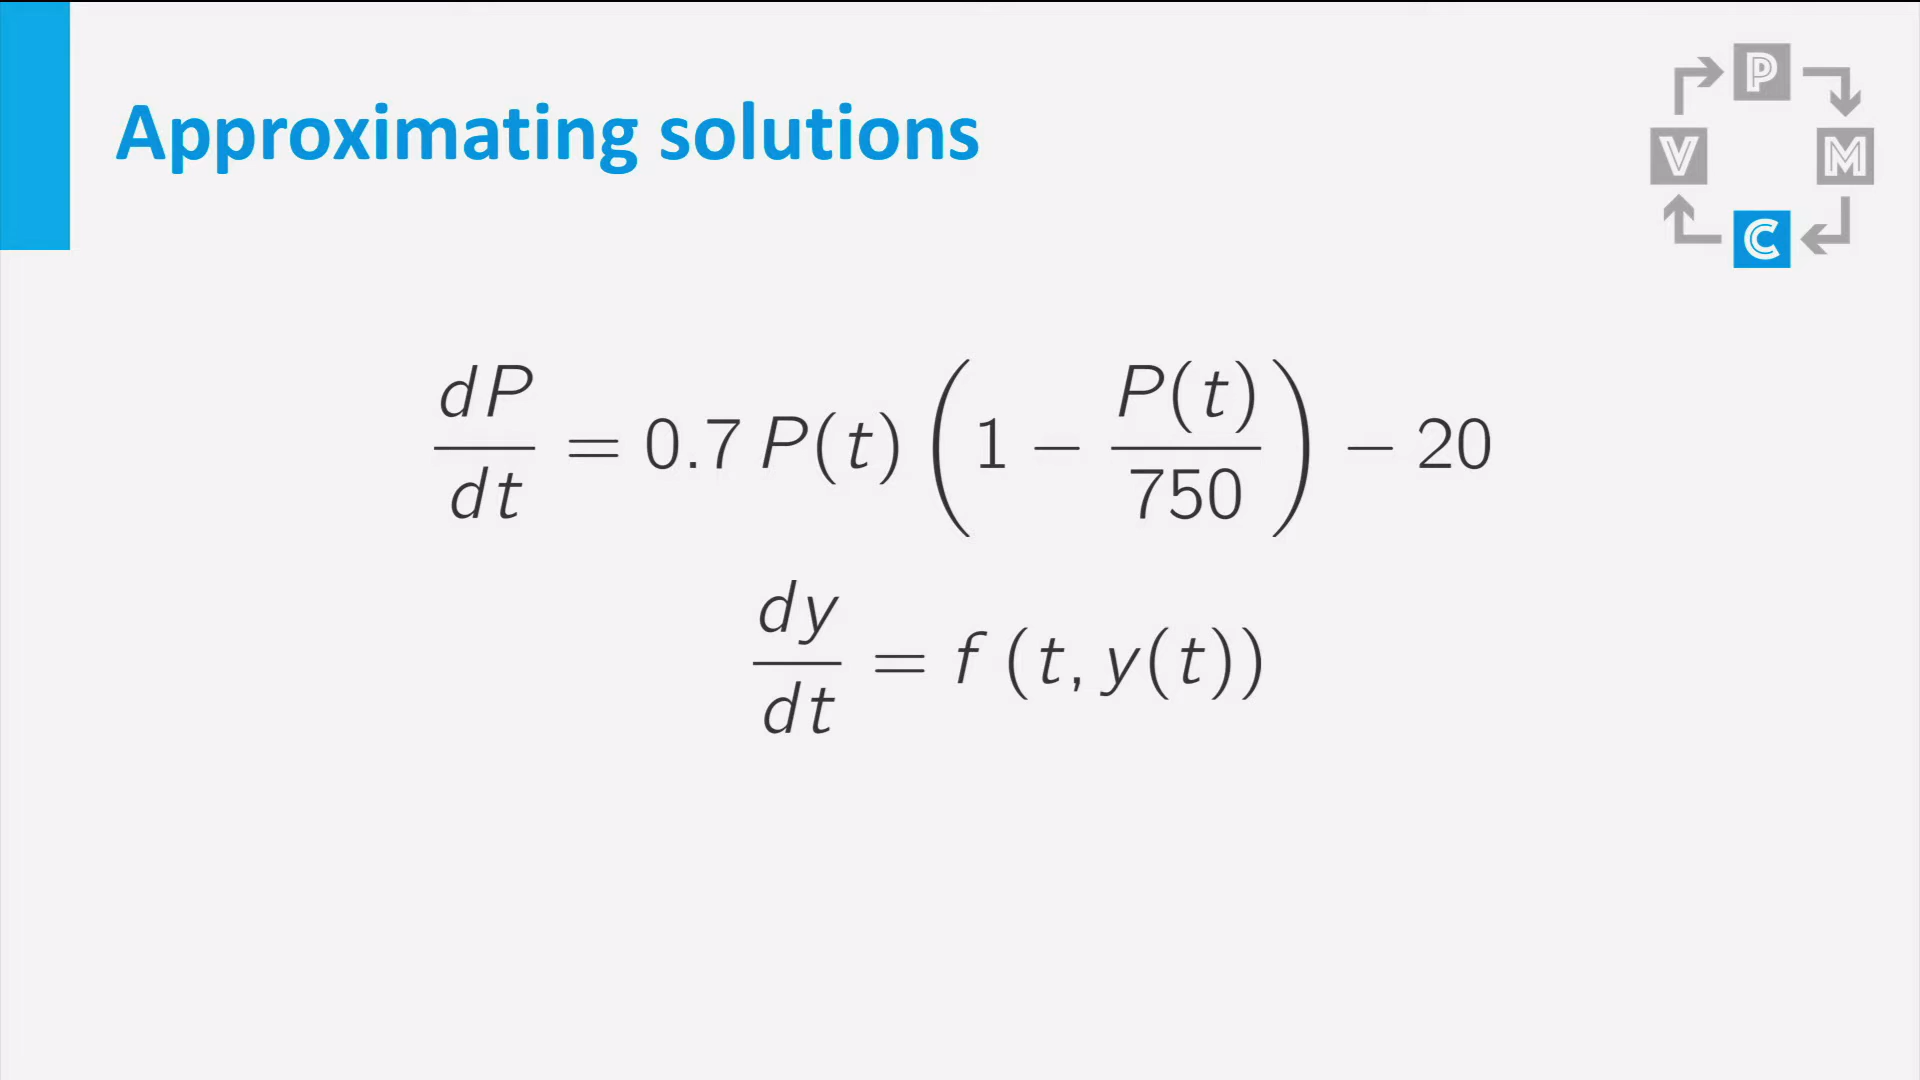 Approximating solutions
P
V M
C
dP/dt = 0.7 P(t) (1 − P(t)/750) − 20
dy/dt = f (t, y(t))